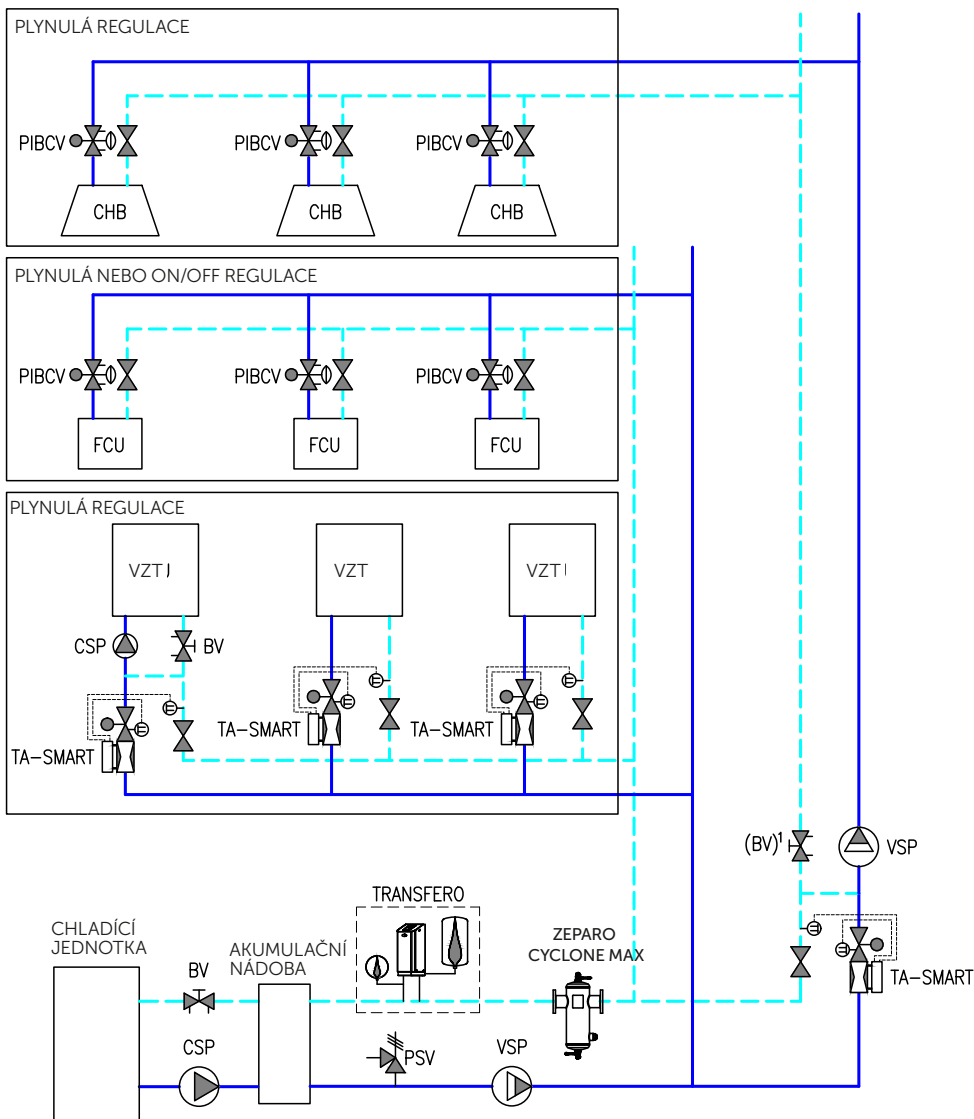 PLYNULÁ REGULACE
PIBCV
PIBCV
PIBCV
CHB
CHB
CHB
PLYNULÁ NEBO ON/OFF REGULACE
PIBCV
PIBCV
PIBCV
FCU
FCU
FCU
PLYNULÁ REGULACE
VZT
VZT
VZT
CSP
BV
TA-SMART
TA-SMART
TA-SMART
(BV)¹
VSP
TA-SMART
TRANSFERO
CHLADÍCÍ
JEDNOTKA
BV
AKUMULAČNÍ
NÁDOBA
ZEPARO
CYCLONE MAX
CSP
PSV
VSP